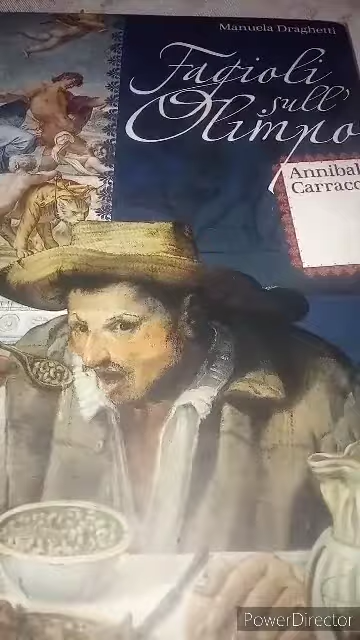 Manuela Draghetti
Fagioli
sull'
Olimpo
Annibal
Carracc
PowerDirector